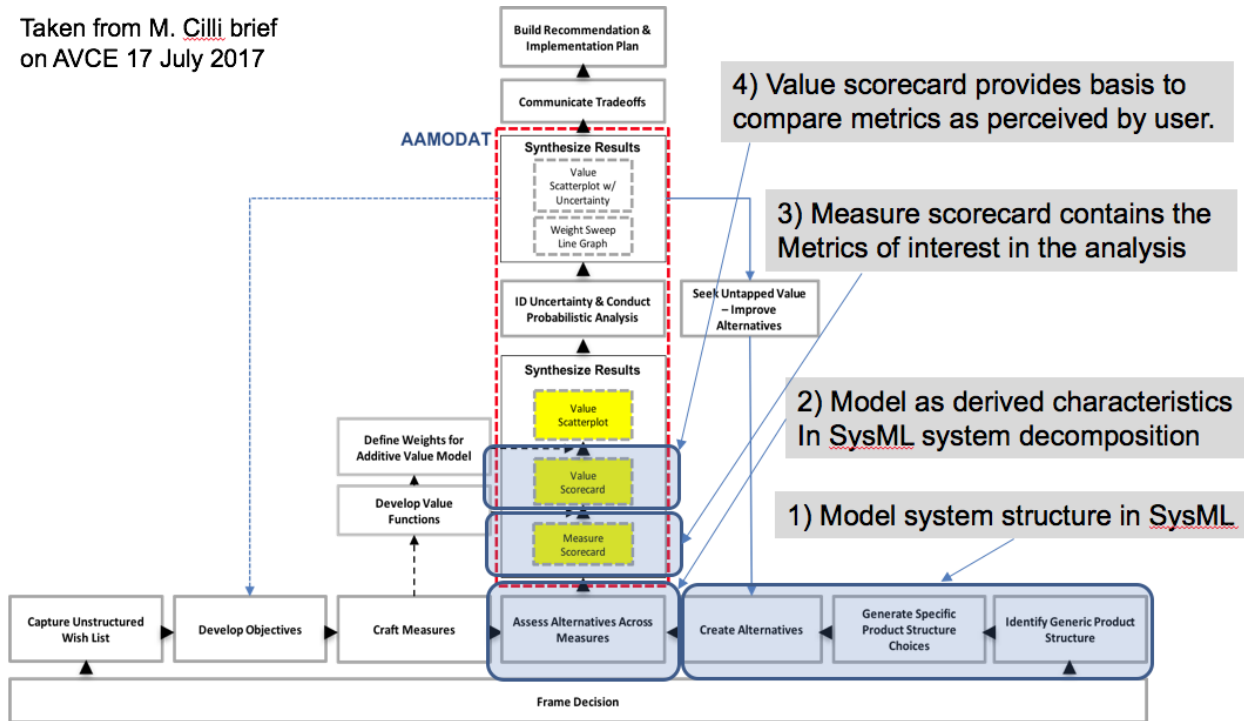 Taken from M. Cilli brief
on AVCE 17 July 2017
Build Recommendation &
Implementation Plan
Communicate Tradeoffs
AAMODAT
Synthesize Results
Value
Scatterplot w/
Uncertainty
Weight Sweep
Line Graph
ID Uncertainty & Conduct
Probabilistic Analysis
Seek Untapped Value
– Improve
Alternatives
Synthesize Results
Value
Scatterplot
Define Weights for
Additive Value Model
Value
Scorecard
Develop Value
Functions
Measure
Scorecard
4) Value scorecard provides basis to
compare metrics as perceived by user.
3) Measure scorecard contains the
Metrics of interest in the analysis
2) Model as derived characteristics
In SysML system decomposition
1) Model system structure in SysML
Capture Unstructured
Wish List
Develop Objectives
Craft Measures
Assess Alternatives Across
Measures
Create Alternatives
Generate Specific
Product Structure
Choices
Identify Generic Product
Structure
Frame Decision